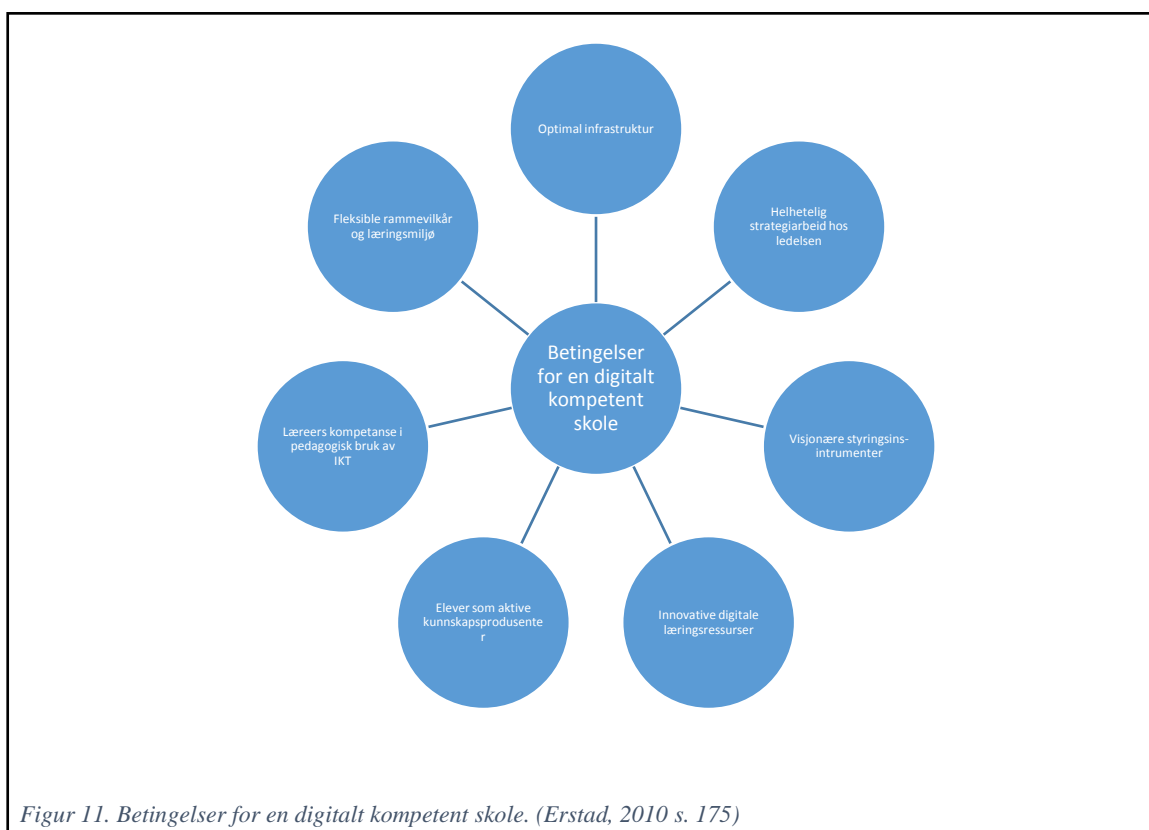 Optimal infrastruktur
Helhetelig
strategiarbeid hos
ledelsen
Visjonære styringsins-
intrumenter
Innovative digitale
læringsressurser
Elever som aktive
kunnskapsprodusente
r
Læreers kompetanse i
pedagogisk bruk av
IKT
Fleksible rammevilkår
og læringsmiljø
Betingelser
for en digitalt
kompetent
skole
Figur 11. Betingelser for en digitalt kompetent skole. (Erstad, 2010 s. 175)